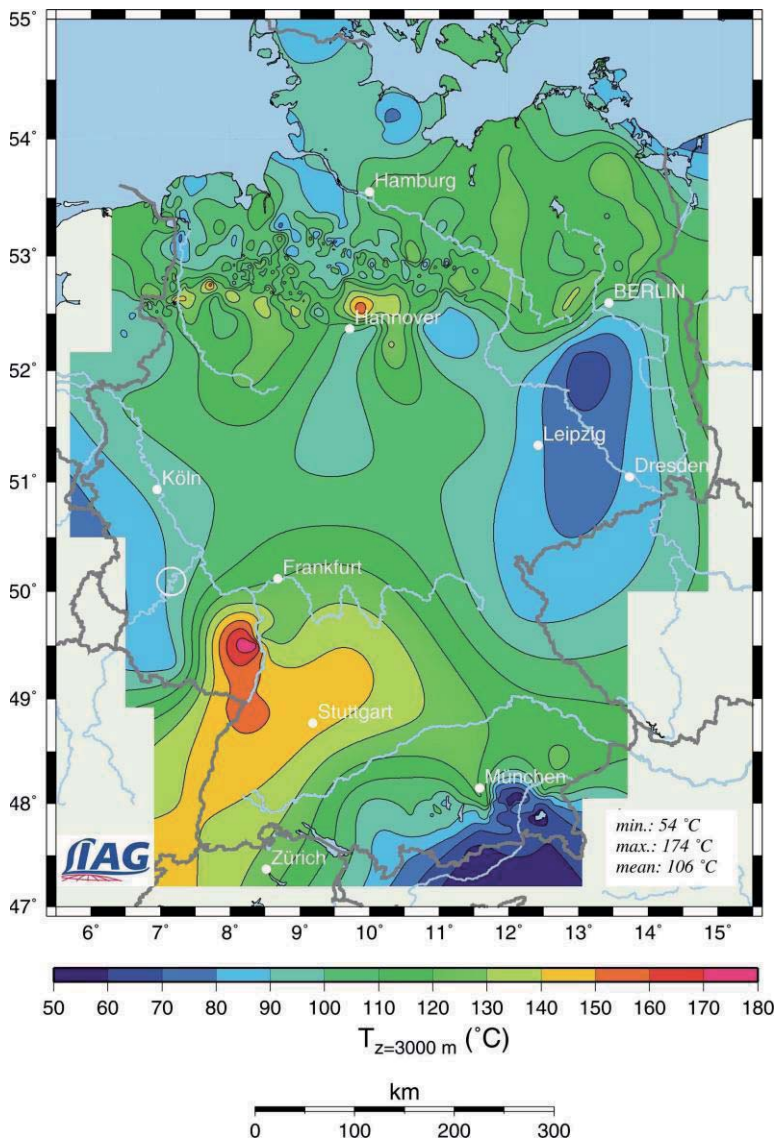 55°
54°
Hamburg
53°
BERLIN
Hannover
52°
Leipzig
51°
Köln
Dresden
50°
Frankfurt
49°
Stuttgart
München
48°
min.: 54 °C
max.: 174 °C
mean: 106 °C
IIAG
Zürich
47°
6° 7° 8° 9° 10° 11° 12° 13° 14° 15°
50 60 70 80 90 100 110 120 130 140 150 160 170 180
T z=3000 m (°C)
km
0 100 200 300